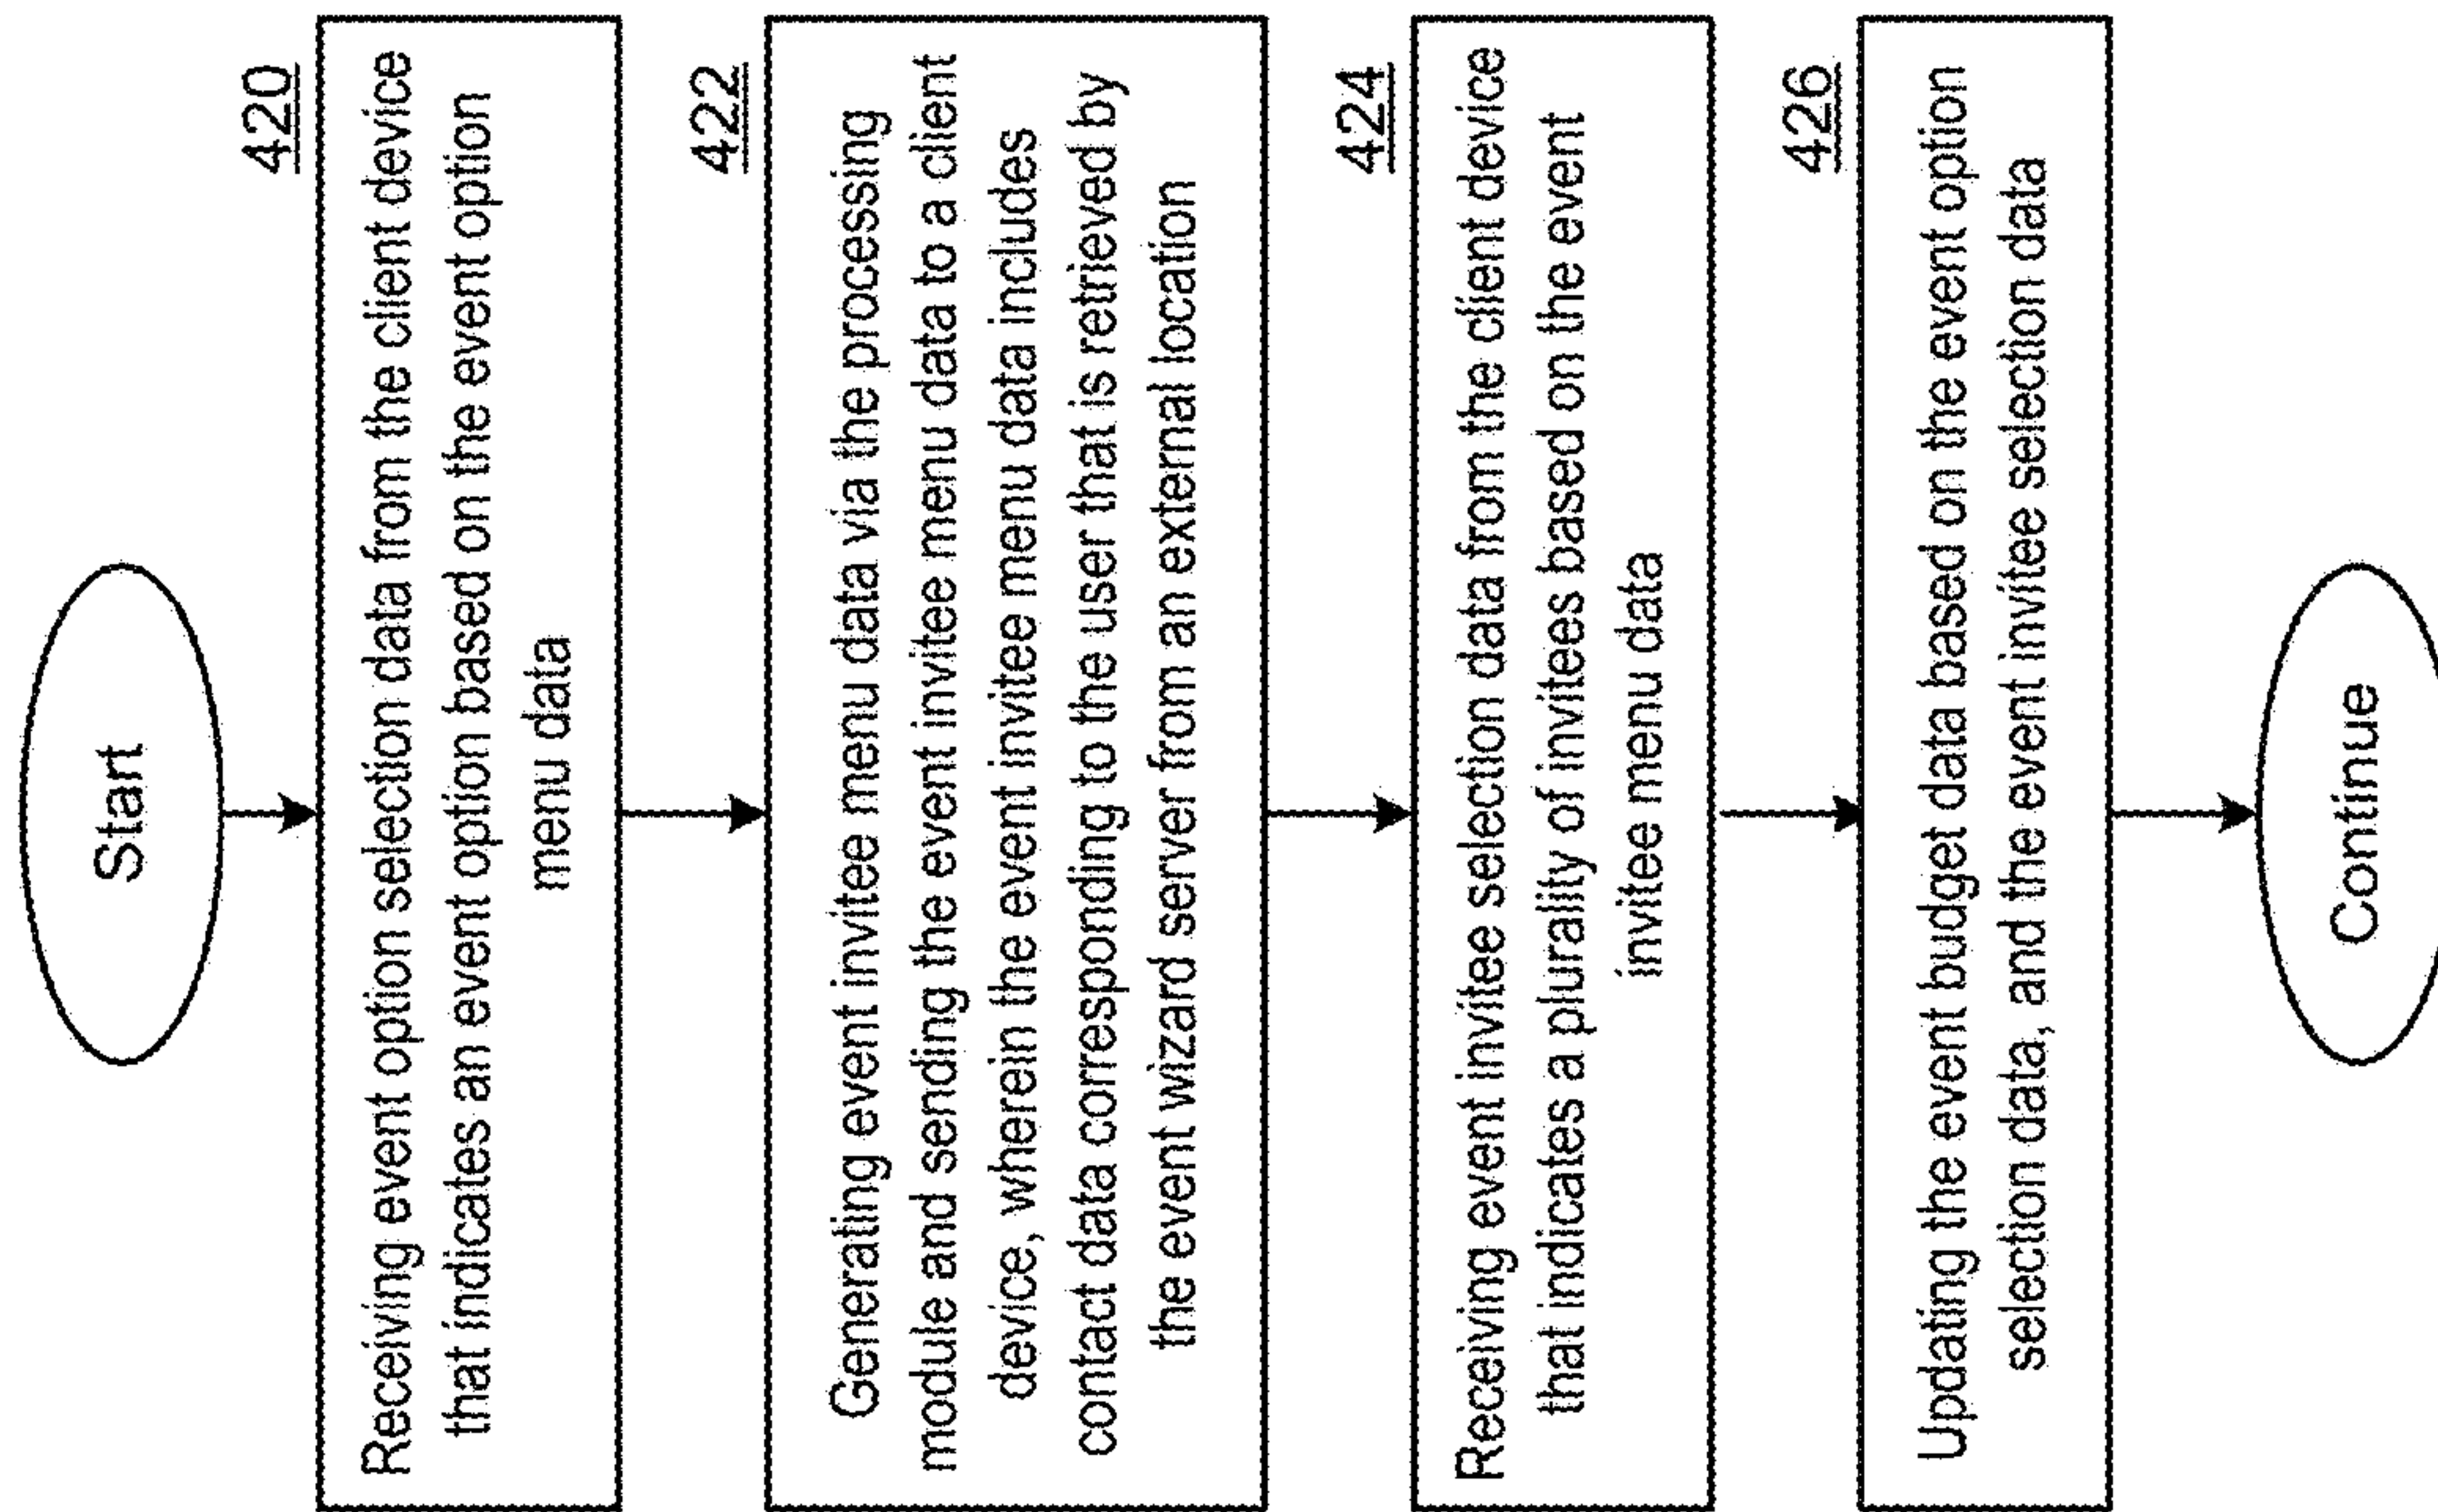 Start
420
Receiving event option selection data from the client device
that indicates an event option based on the event option
menu data
422
Generating event invitee menu data via the processing
module and sending the event invitee menu data to a client
device, wherein the event invitee menu data includes
contact data corresponding to the user that is retrieved by
the event wizard server from an external location
424
Receiving event invitee selection data from the client device
that indicates a plurality of invitees based on the event
invitee menu data
426
Updating the event budget data based on the event option
selection data, and the event invitee selection data
Continue